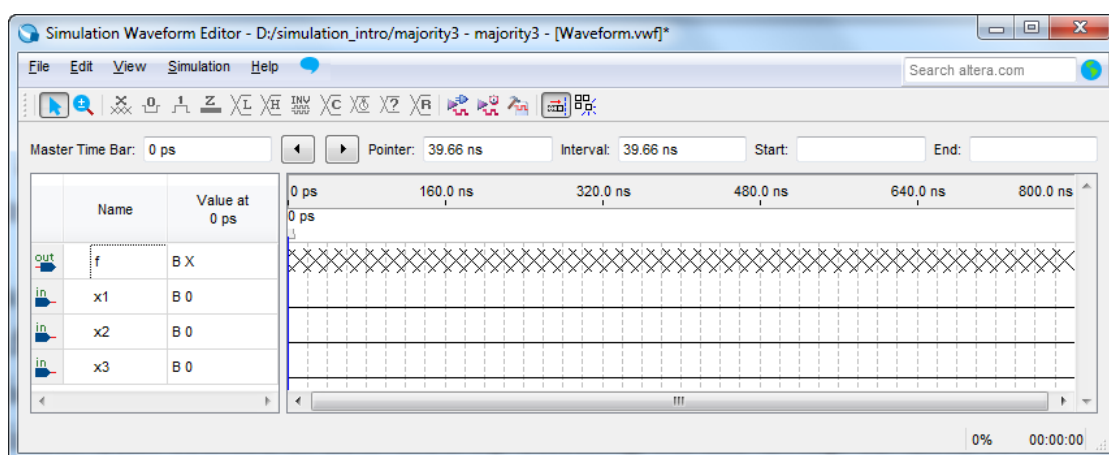 Simulation Waveform Editor - D:/simulation_intro/majority3 - majority3 - [Waveform.vwf]*
File Edit View Simulation Help Search altera.com
Master Time Bar: 0 ps Pointer: 39.66 ns Interval: 39.66 ns Start: End:
Name Value at 0 ps 0 ps 160.0 ns 320.0 ns 480.0 ns 640.0 ns 800.0 ns
0 ps
out f B X
in x1 B 0
in x2 B 0
in x3 B 0
0% 00:00:00